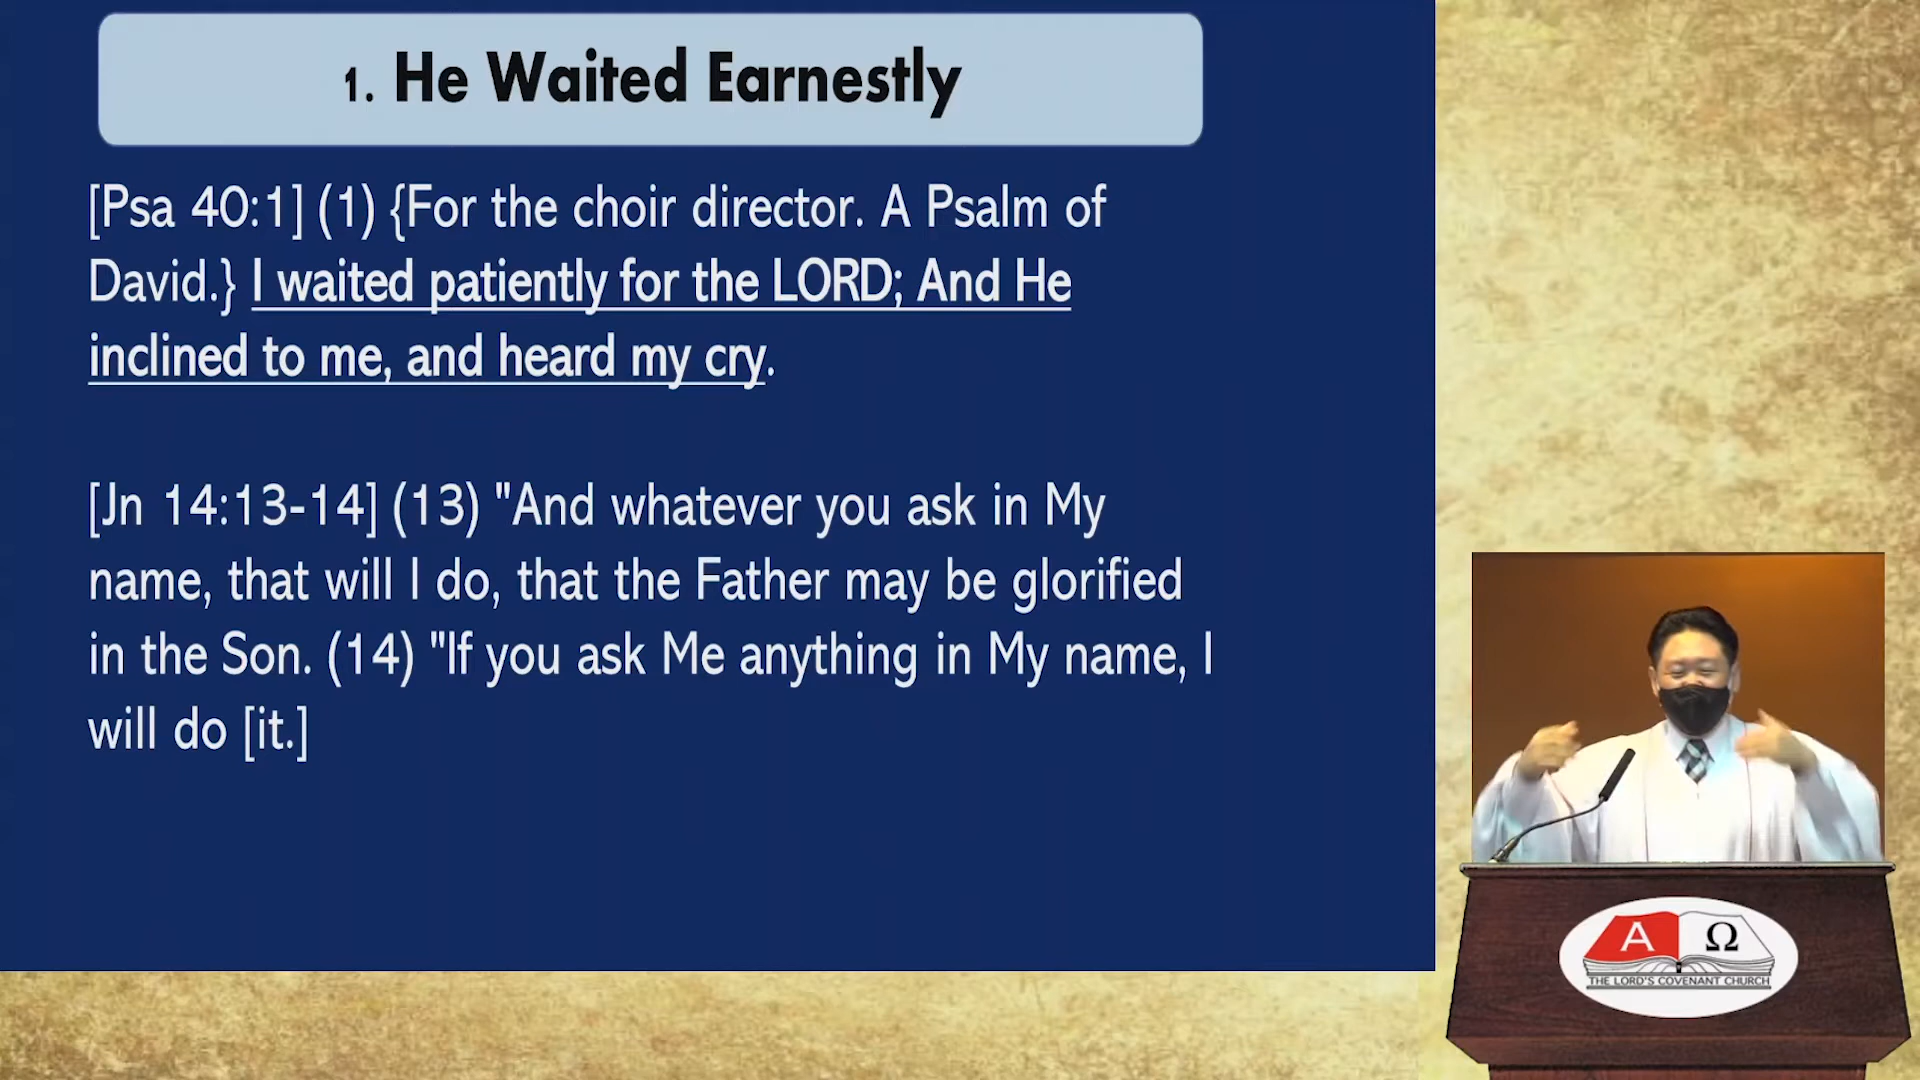 1. He Waited Earnestly
[Psa 40:1] (1) {For the choir director. A Psalm of
David.} I waited patiently for the LORD; And He
inclined to me, and heard my cry.
[Jn 14:13-14] (13) "And whatever you ask in My
name, that will I do, that the Father may be glorified
in the Son. (14) "If you ask Me anything in My name, I
will do [it.]
A Ω
THE LORD'S COVENANT CHURCH